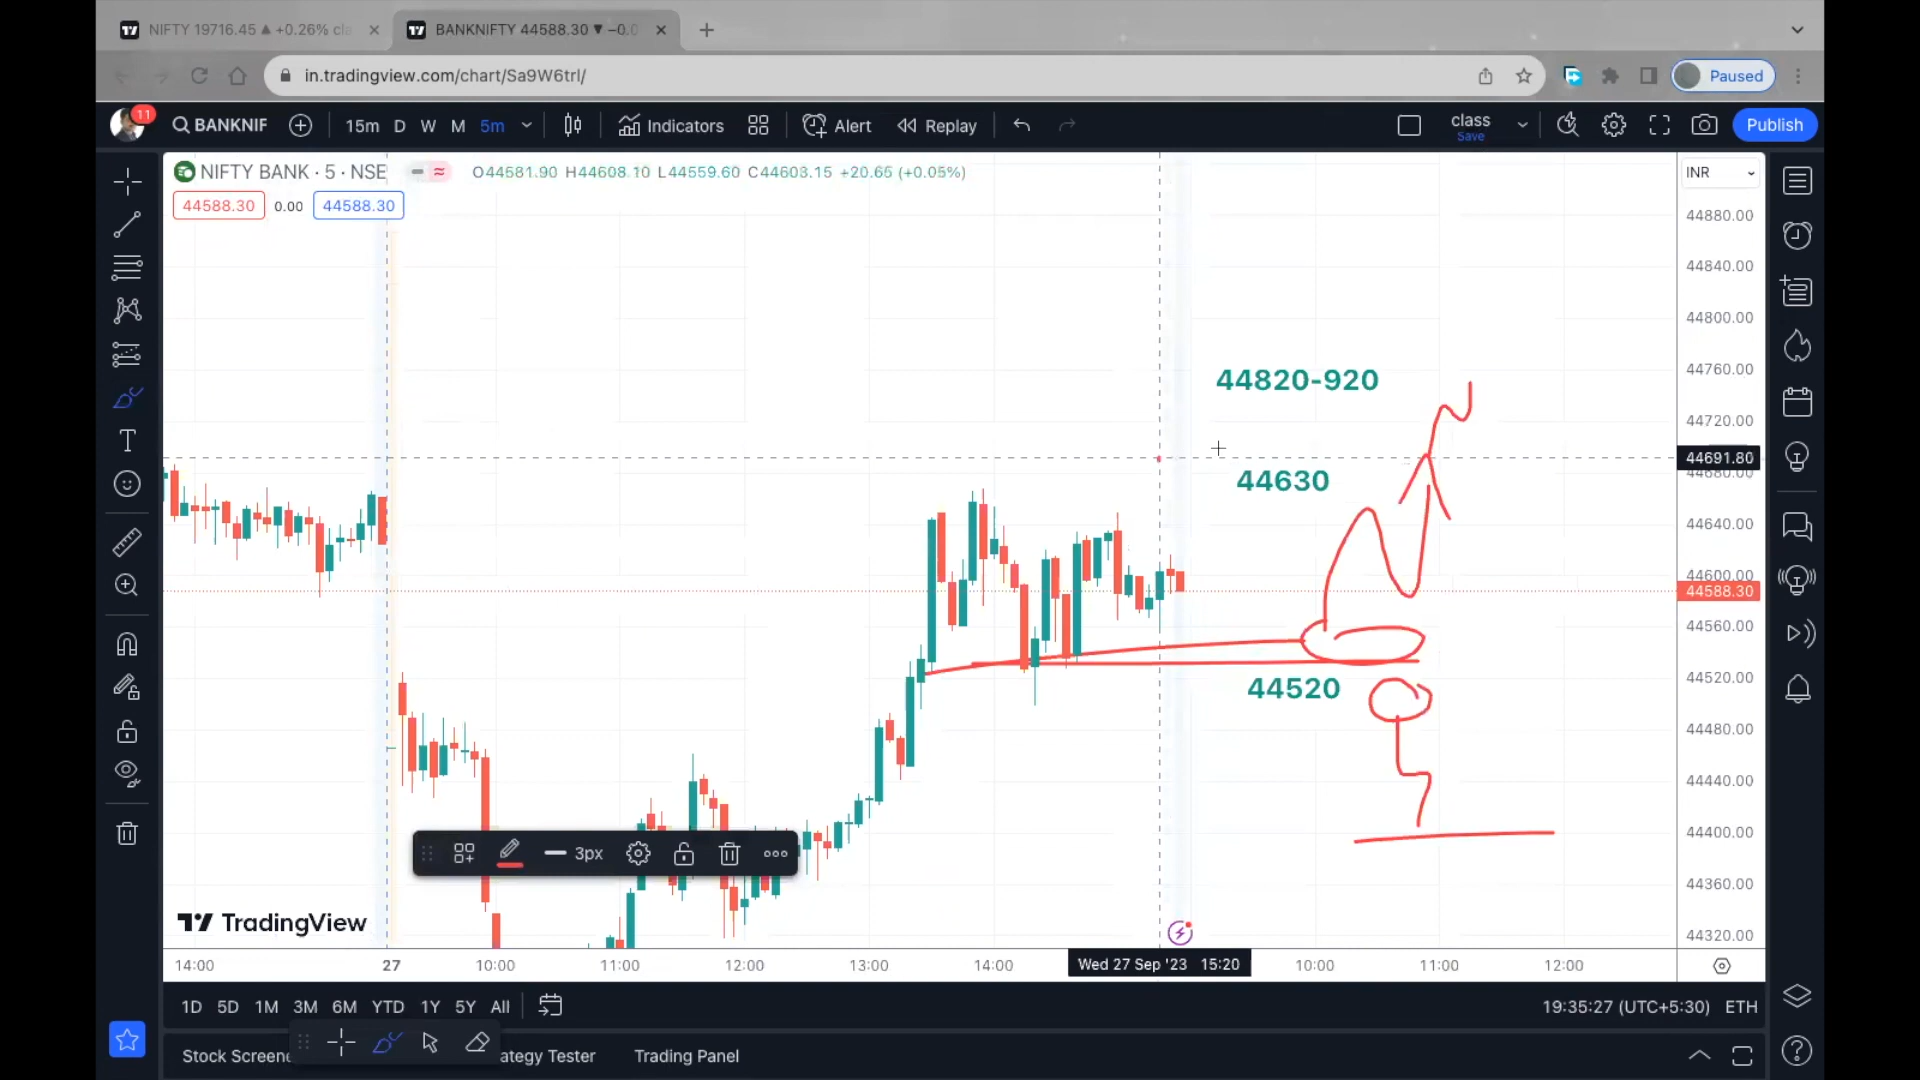 NIFTY 19716.45 ▲ +0.26% cla
BANKNIFTY 44588.30 ▼ −0.0
in.tradingview.com/chart/Sa9W6trl/
Paused
11
BANKNIF
15m D W M 5m
Indicators
Alert
Replay
class
Save
Publish
NIFTY BANK · 5 · NSE
O44581.90 H44608.10 L44559.60 C44603.15 +20.65 (+0.05%)
INR
44588.30 0.00 44588.30
44880.00
44840.00
44800.00
44760.00
44720.00
44691.80
44680.00
44640.00
44600.00
44588.30
44560.00
44520.00
44480.00
44440.00
44400.00
44360.00
44320.00
44820-920
44630
44520
3px
TradingView
14:00 27 10:00 11:00 12:00 13:00 14:00 Wed 27 Sep '23 15:20 10:00 11:00 12:00
1D 5D 1M 3M 6M YTD 1Y 5Y All
19:35:27 (UTC+5:30) ETH
Stock Screene
ategy Tester
Trading Panel